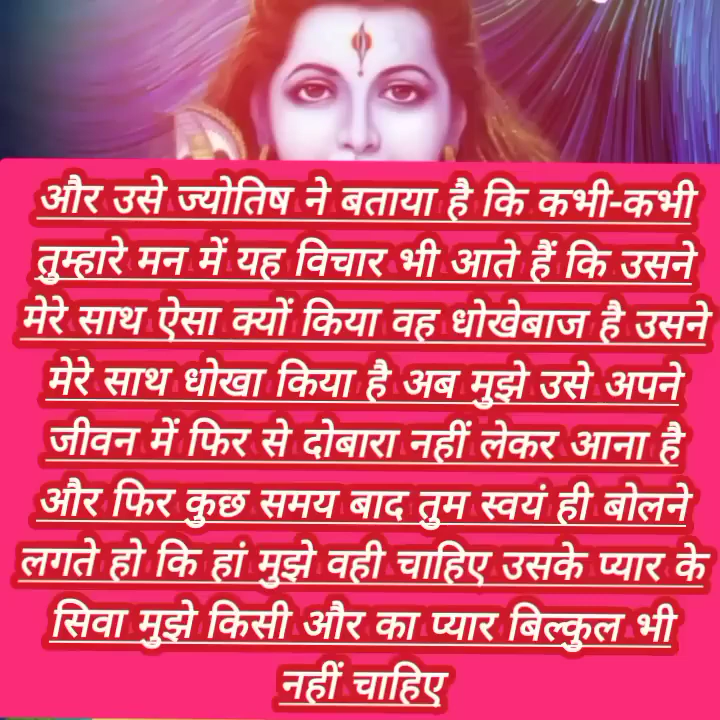 और उसे ज्योतिष ने बताया है कि कभी-कभी
तुम्हारे मन में यह विचार भी आते हैं कि उसने
मेरे साथ ऐसा क्यों किया वह धोखेबाज है उसने
मेरे साथ धोखा किया है अब मुझे उसे अपने
जीवन में फिर से दोबारा नहीं लेकर आना है
और फिर कुछ समय बाद तुम स्वयं ही बोलने
लगते हो कि हां मुझे वही चाहिए उसके प्यार के
सिवा मुझे किसी और का प्यार बिल्कुल भी
नहीं चाहिए